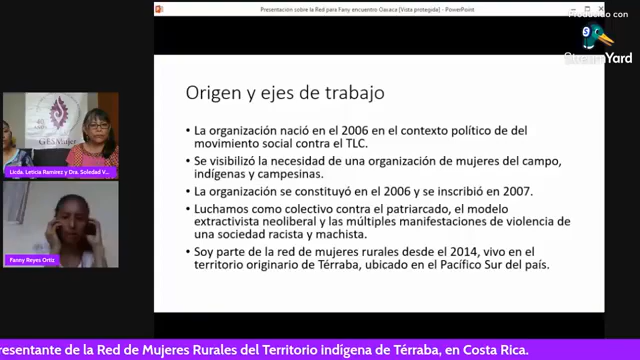 Presentación sobre la Red para Fany encuentro Oaxaca [Vista protegida] - PowerPoint
Producido con
StreamYard
Origen y ejes de trabajo
• La organización nació en el 2006 en el contexto político de del
movimiento social contra el TLC.
• Se visibilizó la necesidad de una organización de mujeres del campo,
indígenas y campesinas.
• La organización se constituyó en el 2006 y se inscribió en 2007.
• Luchamos como colectivo contra el patriarcado, el modelo
extractivista neoliberal y las múltiples manifestaciones de violencia de
una sociedad racista y machista.
• Soy parte de la red de mujeres rurales desde el 2014, vivo en el
territorio originario de Térraba, ubicado en el Pacífico Sur del país.
GESMujer
Licda. Leticia Ramirez y Dra. Soledad V...
Fanny Reyes Ortiz
presentante de la Red de Mujeres Rurales del Territorio indígena de Térraba, en Costa Rica.